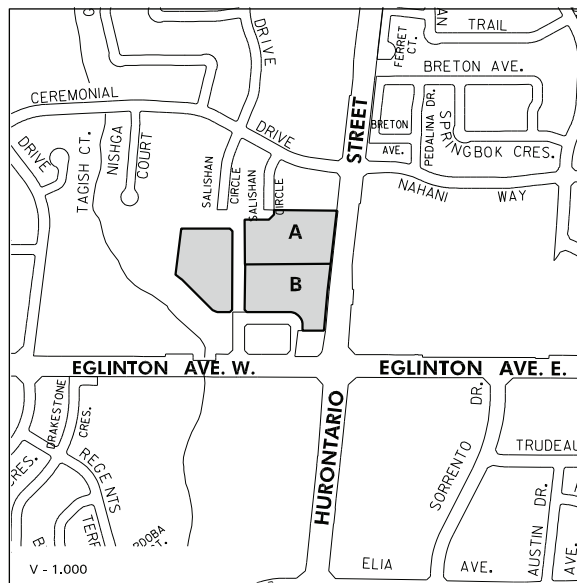 TRAIL
FERRET
CT.
BRETON AVE.
CEREMONIAL
DRIVE
DRIVE
STREET
BRETON
AVE.
PEDALINA DR.
SPRINGBOK CRES.
DRIVE
TAGISH CT.
NISHGA
COURT
SALISHAN
CIRCLE
SALISHAN
CIRCLE
NAHANI WAY
A
B
EGLINTON AVE. W.
EGLINTON AVE. E.
DRAKESTONE
CRES.
HURONTARIO
SORRENTO DR.
TRUDEAU
CRES.
REGENTS
AUSTIN DR.
AVE.
ELIA AVE.
V - 1.000